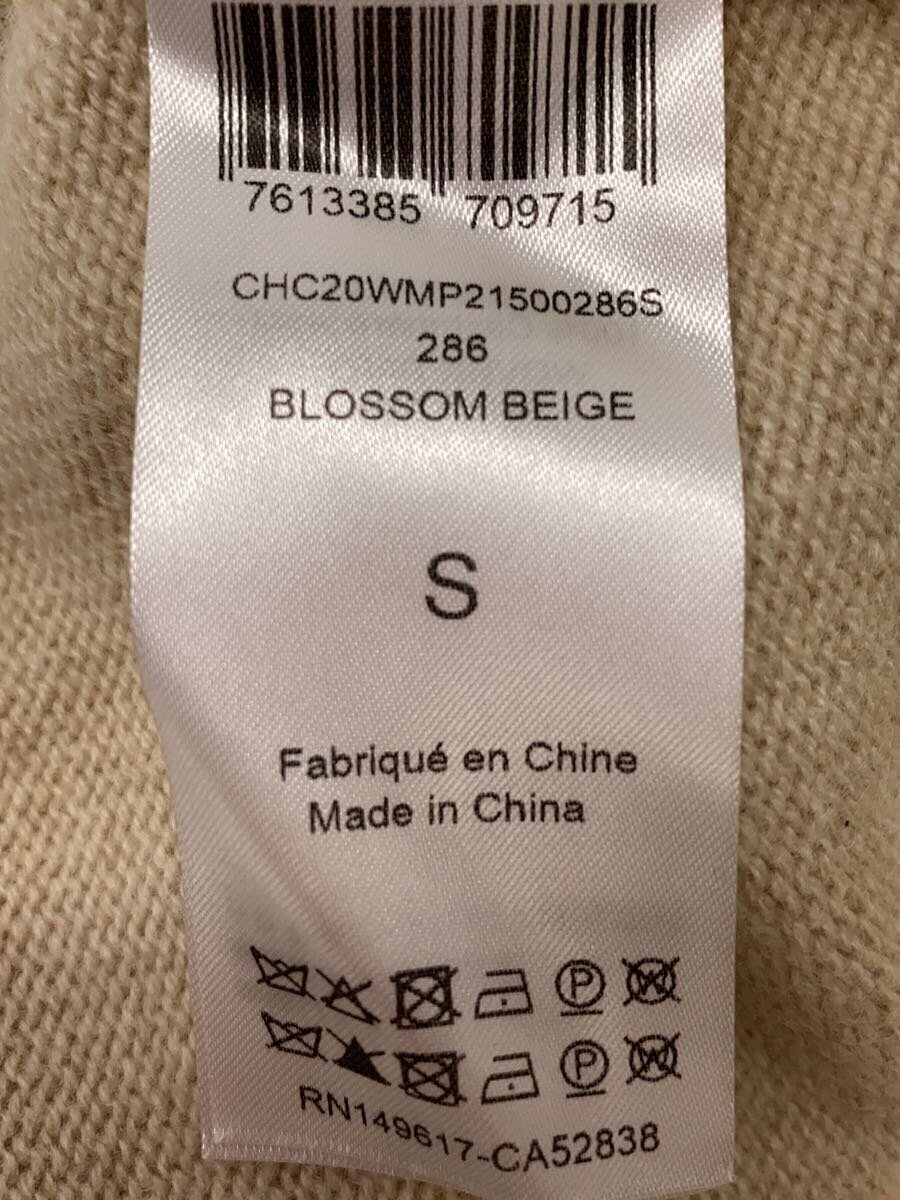 7613385 709715
CHC20WMP21500286S
286
BLOSSOM BEIGE
S
Fabriqué en Chine
Made in China
P W
P W
RN149617-CA52838